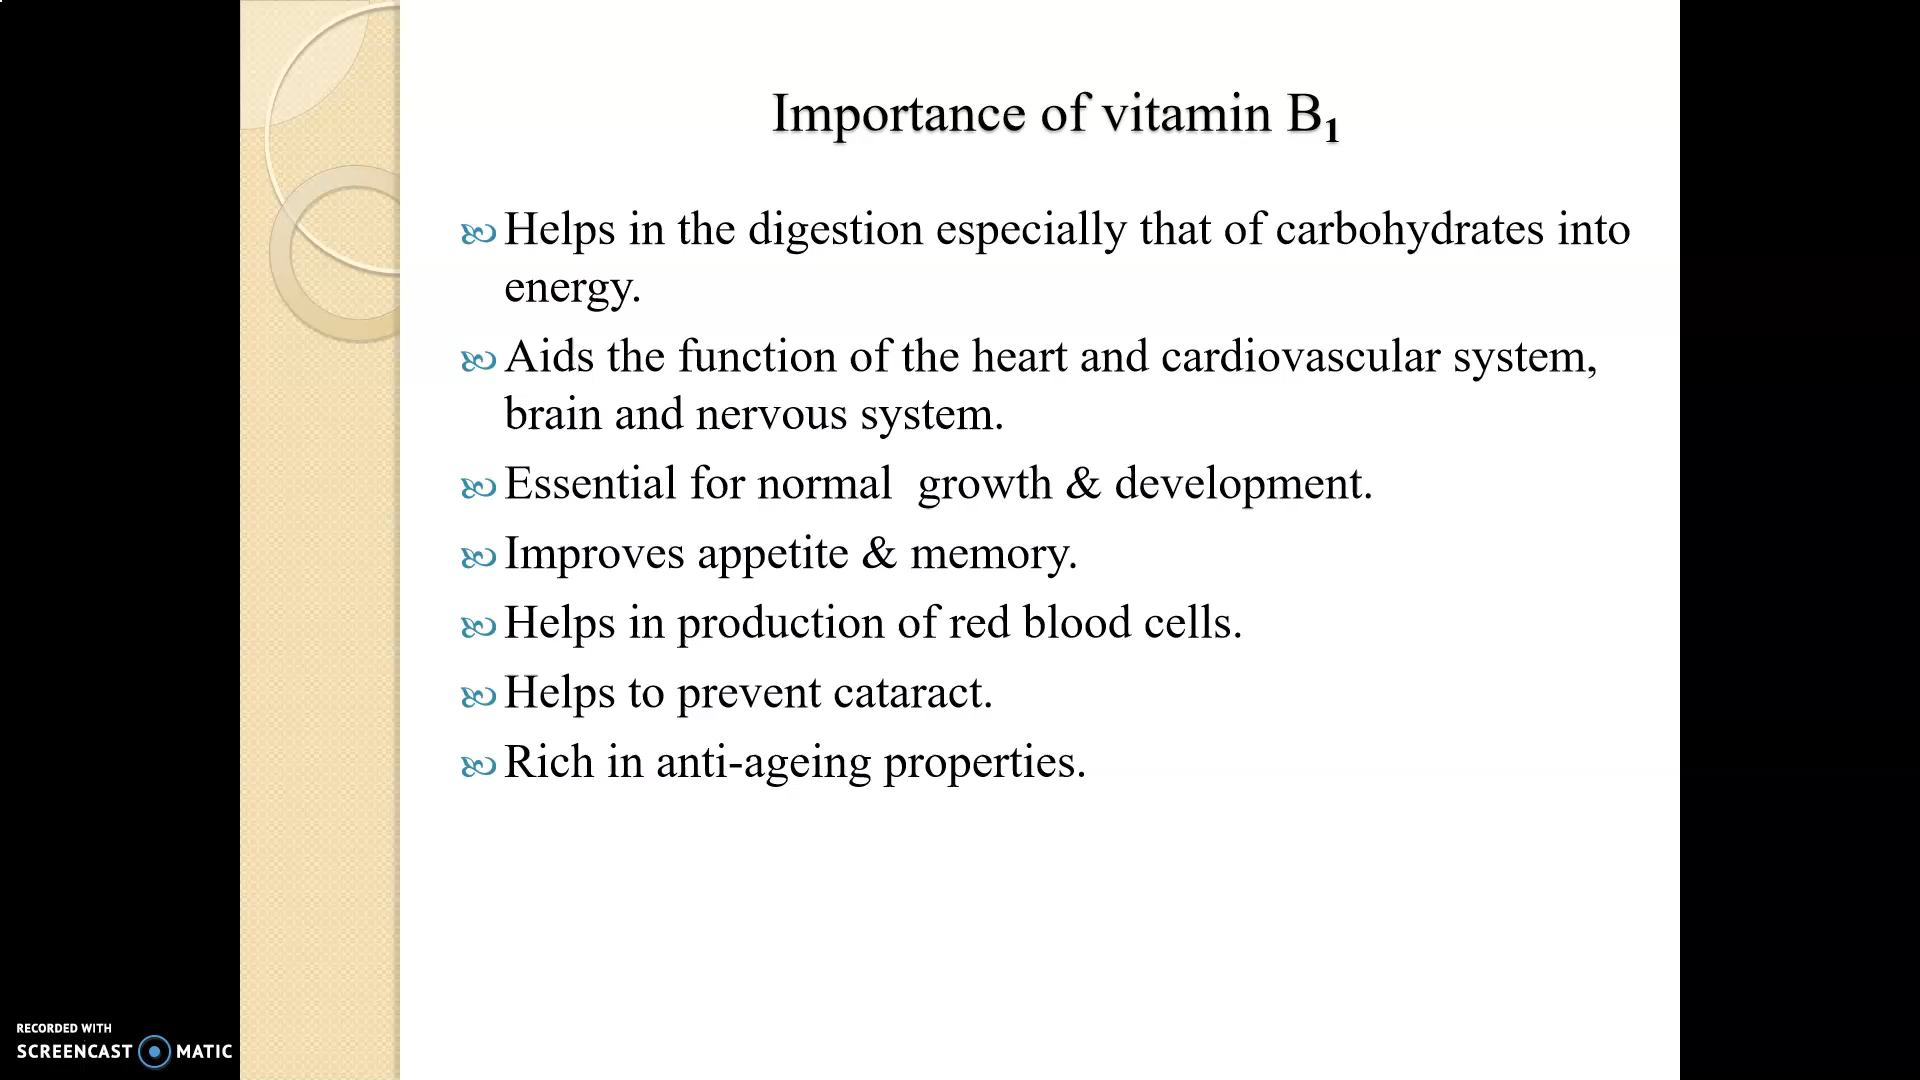 Importance of vitamin B₁
Helps in the digestion especially that of carbohydrates into
energy.
Aids the function of the heart and cardiovascular system,
brain and nervous system.
Essential for normal  growth & development.
Improves appetite & memory.
Helps in production of red blood cells.
Helps to prevent cataract.
Rich in anti-ageing properties.
RECORDED WITH
SCREENCAST MATIC